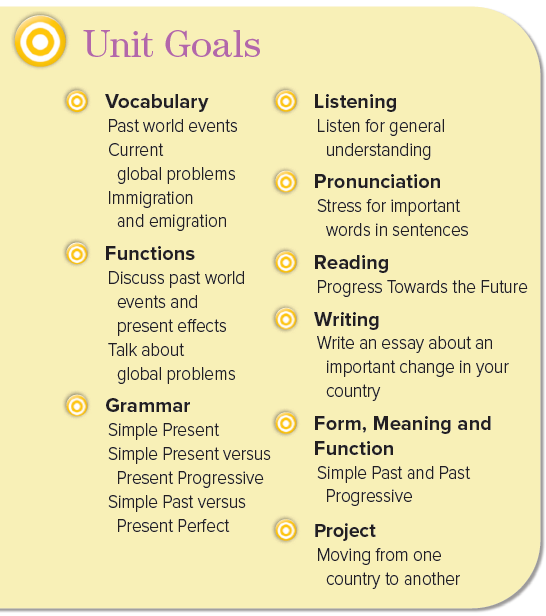 Unit Goals
Vocabulary
Past world events
Current
global problems
Immigration
and emigration
Functions
Discuss past world
events and
present effects
Talk about
global problems
Grammar
Simple Present
Simple Present versus
Present Progressive
Simple Past versus
Present Perfect
Listening
Listen for general
understanding
Pronunciation
Stress for important
words in sentences
Reading
Progress Towards the Future
Writing
Write an essay about an
important change in your
country
Form, Meaning and
Function
Simple Past and Past
Progressive
Project
Moving from one
country to another